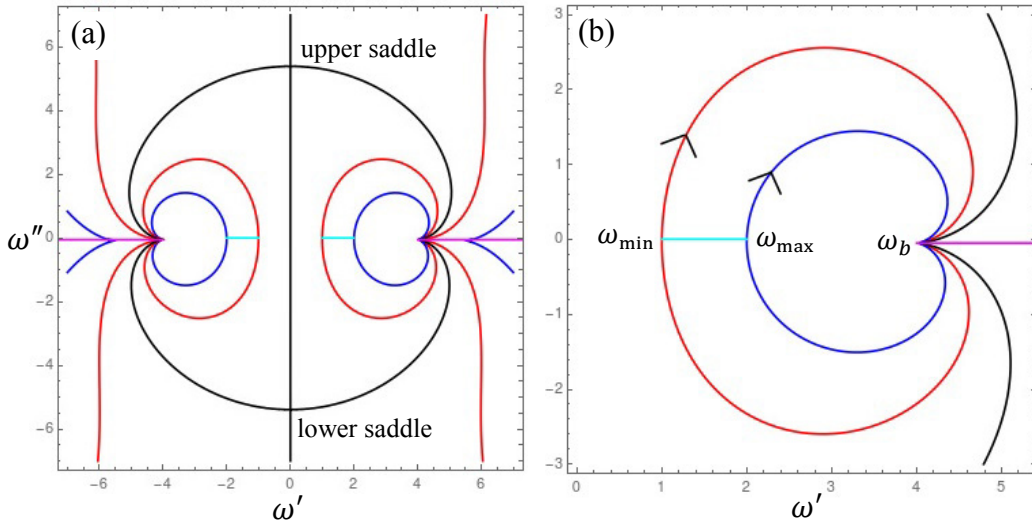 (a)
upper saddle
lower saddle
6
4
2
0
−2
−4
−6
ω″
−6 −4 −2 0 2 4 6
ω′
(b)
ω_min
ω_max
ω_b
3
2
1
0
−1
−2
−3
0 1 2 3 4 5
ω′